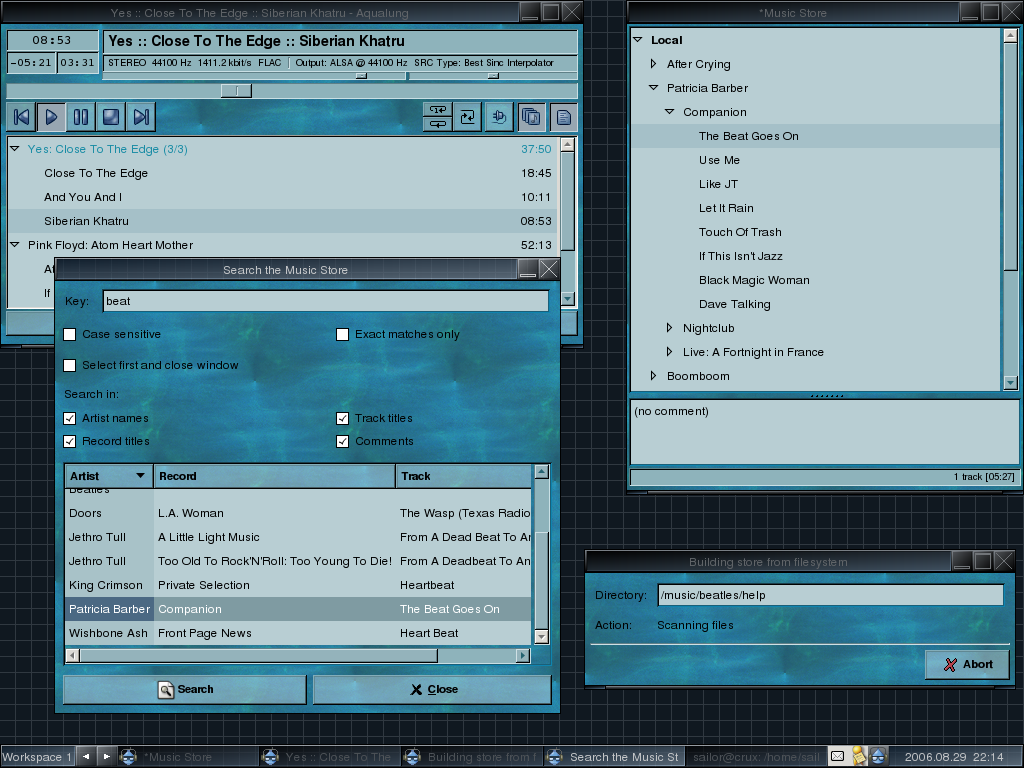 Yes :: Close To The Edge :: Siberian Khatru - Aqualung
08:53
-05:21 03:31
Yes :: Close To The Edge :: Siberian Khatru
STEREO 44100 Hz 1411.2 kbit/s FLAC Output: ALSA @ 44100 Hz SRC Type: Best Sinc Interpolator
Yes: Close To The Edge (3/3) 37:50
Close To The Edge 18:45
And You And I 10:11
Siberian Khatru 08:53
Pink Floyd: Atom Heart Mother 52:13
If
Search the Music Store
Key: beat
Case sensitive
Exact matches only
Select first and close window
Search in:
Artist names
Track titles
Record titles
Comments
Artist Record Track
Beatles
Doors L.A. Woman The Wasp (Texas Radio
Jethro Tull A Little Light Music From A Dead Beat To An
Jethro Tull Too Old To Rock'N'Roll: Too Young To Die! From A Deadbeat To An
King Crimson Private Selection Heartbeat
Patricia Barber Companion The Beat Goes On
Wishbone Ash Front Page News Heart Beat
Search
Close
*Music Store
Local
After Crying
Patricia Barber
Companion
The Beat Goes On
Use Me
Like JT
Let It Rain
Touch Of Trash
If This Isn't Jazz
Black Magic Woman
Dave Talking
Nightclub
Live: A Fortnight in France
Boomboom
(no comment)
1 track [05:27]
Building store from filesystem
Directory: /music/beatles/help
Action: Scanning files
Abort
Workspace 1
*Music Store
Yes :: Close To The
Building store from f
Search the Music St
sailor@crux: /home/sail
2006.08.29 22:14